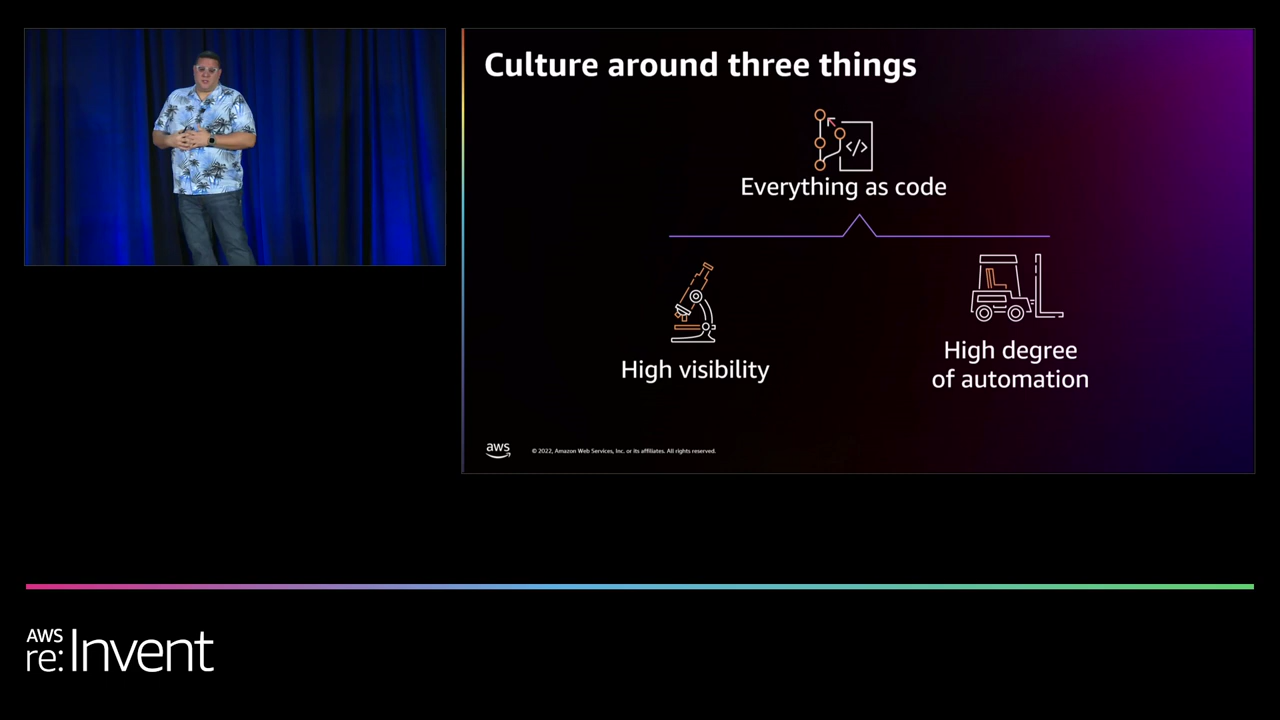 Culture around three things
</>
Everything as code
High visibility
High degree
of automation
aws
© 2022, Amazon Web Services, Inc. or its affiliates. All rights reserved.
AWS
re:Invent